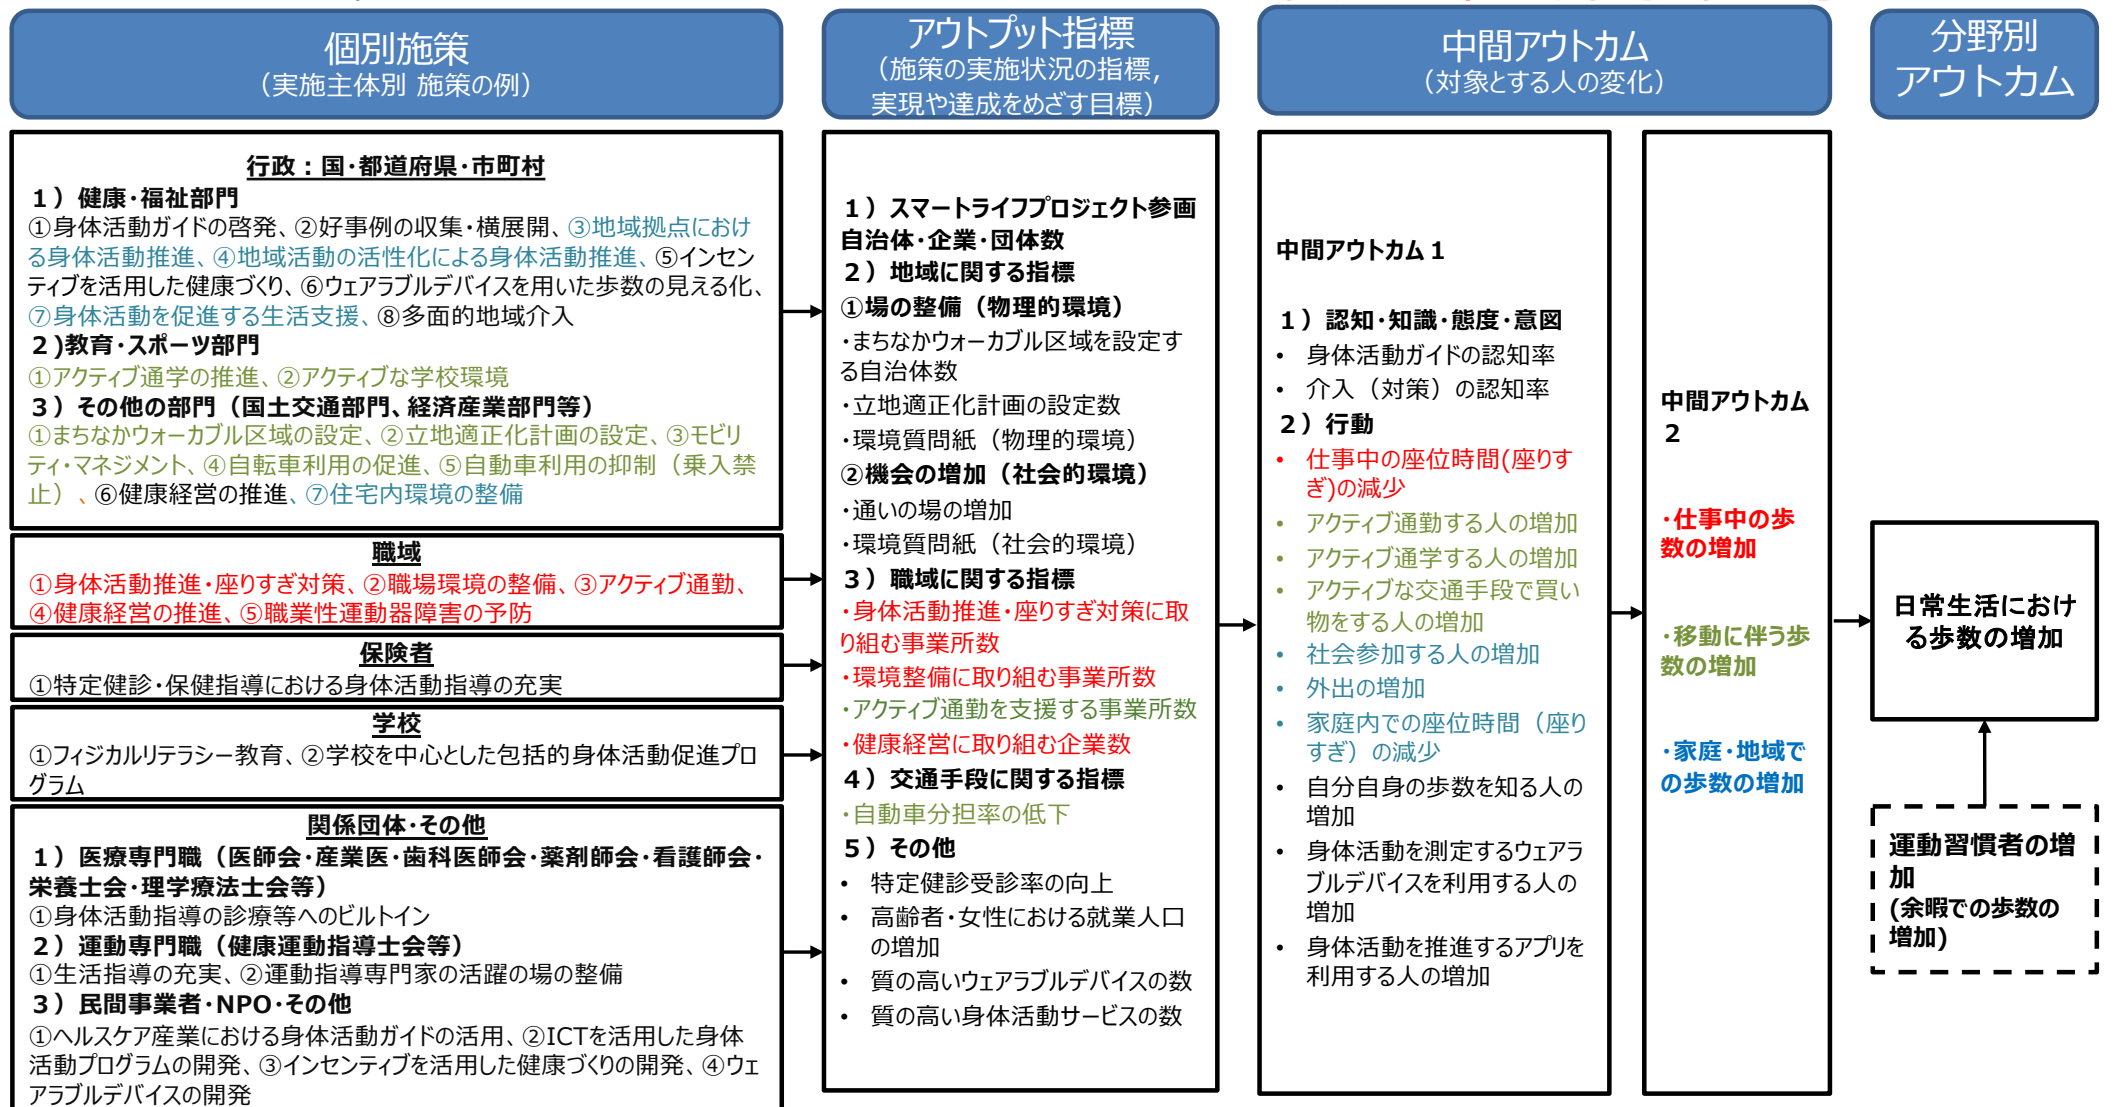 個別施策
（実施主体別 施策の例）
アウトプット指標
（施策の実施状況の指標,
実現や達成をめざす目標）
中間アウトカム
（対象とする人の変化）
分野別
アウトカム
行政：国・都道府県・市町村
１）健康・福祉部門
①身体活動ガイドの啓発、②好事例の収集・横展開、③地域拠点におけ
る身体活動推進、④地域活動の活性化による身体活動推進、⑤インセン
ティブを活用した健康づくり、⑥ウェアラブルデバイスを用いた歩数の見える化、
⑦身体活動を促進する生活支援、⑧多面的地域介入
２)教育・スポーツ部門
①アクティブ通学の推進、②アクティブな学校環境
３）その他の部門（国土交通部門、経済産業部門等）
①まちなかウォーカブル区域の設定、②立地適正化計画の設定、③モビリ
ティ・マネジメント、④自転車利用の促進、⑤自動車利用の抑制（乗入禁
止）、⑥健康経営の推進、⑦住宅内環境の整備
職域
①身体活動推進・座りすぎ対策、②職場環境の整備、③アクティブ通勤、
④健康経営の推進、⑤職業性運動器障害の予防
保険者
①特定健診・保健指導における身体活動指導の充実
学校
①フィジカルリテラシー教育、②学校を中心とした包括的身体活動促進プロ
グラム
関係団体・その他
１）医療専門職（医師会・産業医・歯科医師会・薬剤師会・看護師会・
栄養士会・理学療法士会等）
①身体活動指導の診療等へのビルトイン
２）運動専門職（健康運動指導士会等）
①生活指導の充実、②運動指導専門家の活躍の場の整備
３）民間事業者・NPO・その他
①ヘルスケア産業における身体活動ガイドの活用、②ICTを活用した身体
活動プログラムの開発、③インセンティブを活用した健康づくりの開発、④ウェ
アラブルデバイスの開発
１）スマートライフプロジェクト参画
自治体・企業・団体数
２）地域に関する指標
①場の整備（物理的環境）
・まちなかウォーカブル区域を設定す
る自治体数
・立地適正化計画の設定数
・環境質問紙（物理的環境）
②機会の増加（社会的環境）
・通いの場の増加
・環境質問紙（社会的環境）
３）職域に関する指標
・身体活動推進・座りすぎ対策に取
り組む事業所数
・環境整備に取り組む事業所数
・アクティブ通勤を支援する事業所数
・健康経営に取り組む企業数
４）交通手段に関する指標
・自動車分担率の低下
５）その他
• 特定健診受診率の向上
• 高齢者・女性における就業人口
の増加
• 質の高いウェアラブルデバイスの数
• 質の高い身体活動サービスの数
中間アウトカム１
１）認知・知識・態度・意図
• 身体活動ガイドの認知率
• 介入（対策）の認知率
２）行動
• 仕事中の座位時間(座りす
ぎ)の減少
• アクティブ通勤する人の増加
• アクティブ通学する人の増加
• アクティブな交通手段で買い
物をする人の増加
• 社会参加する人の増加
• 外出の増加
• 家庭内での座位時間（座り
すぎ）の減少
• 自分自身の歩数を知る人の
増加
• 身体活動を測定するウェアラ
ブルデバイスを利用する人の
増加
• 身体活動を推進するアプリを
利用する人の増加
中間アウトカム
２
・仕事中の歩
数の増加
・移動に伴う歩
数の増加
・家庭・地域で
の歩数の増加
日常生活におけ
る歩数の増加
運動習慣者の増
加
(余暇での歩数の
増加)